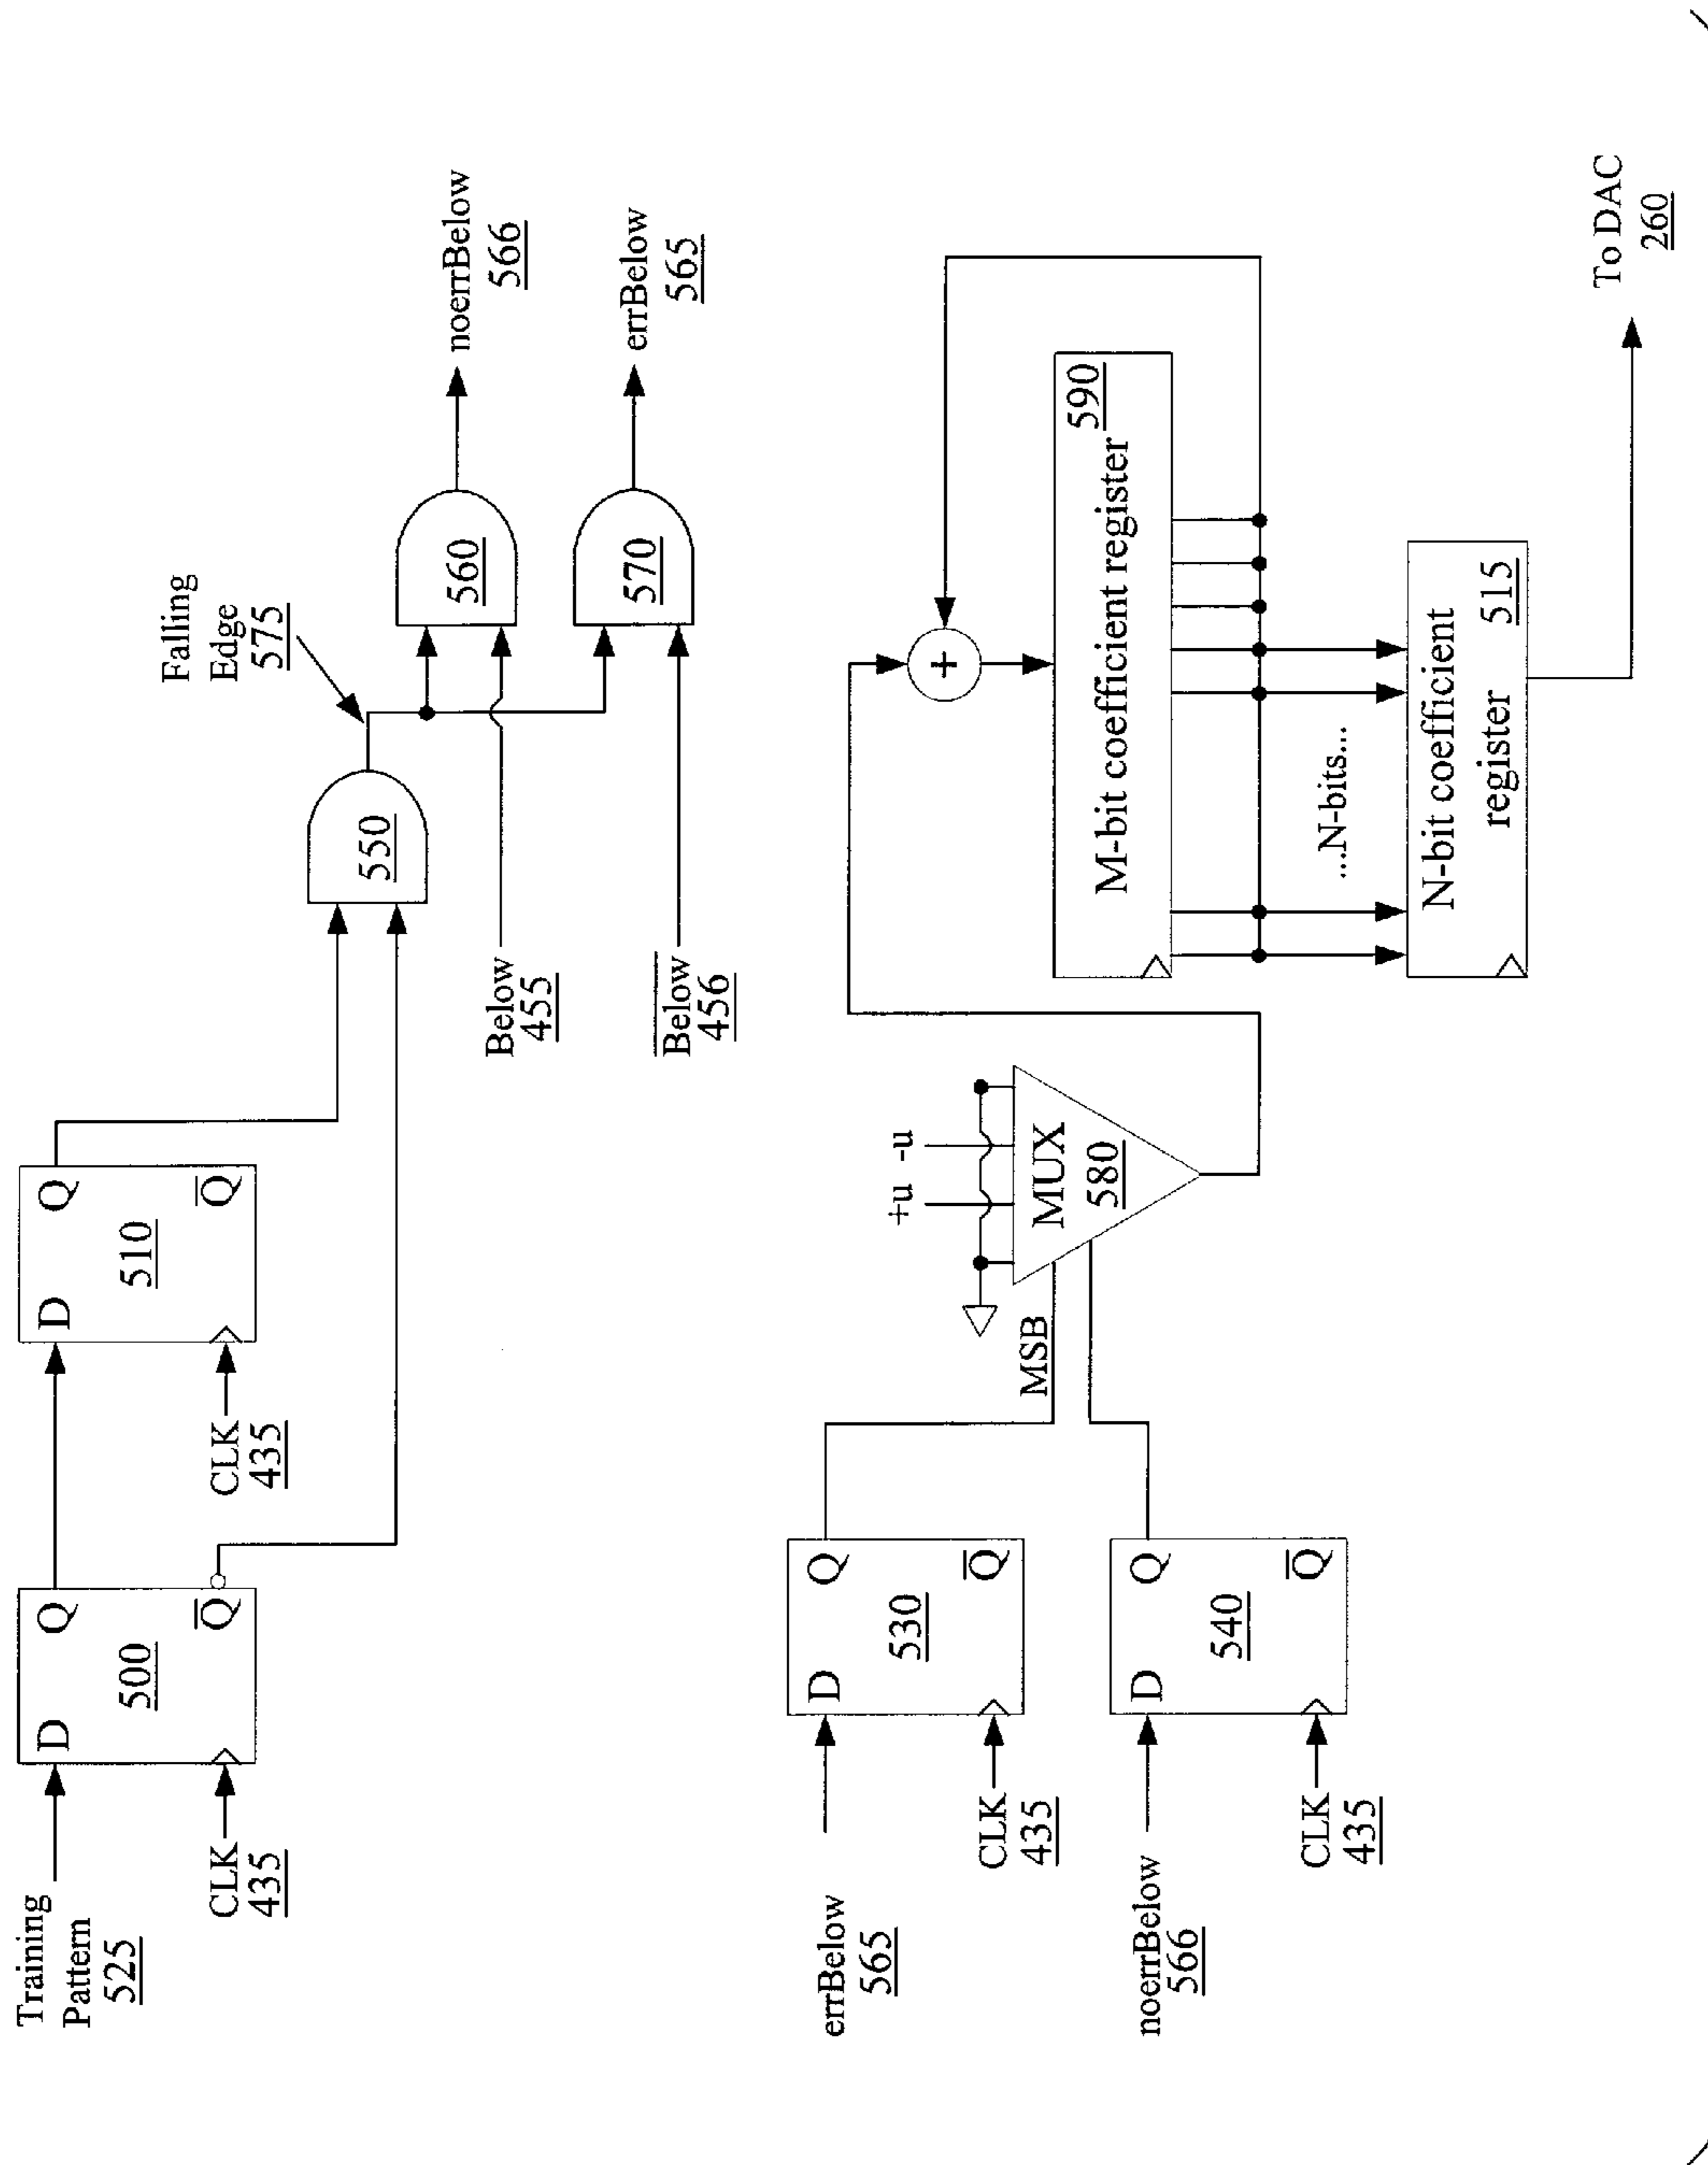 Training
Pattern
525
D
Q
500
Q̅
CLK
435
D
Q
510
Q̅
CLK
435
550
Falling
Edge
575
Below
455
B̅e̅l̅o̅w̅
456
560
570
noerrBelow
566
errBelow
565
errBelow
565
D
Q
530
Q̅
CLK
435
noerrBelow
566
D
Q
540
Q̅
CLK
435
MSB
+u -u
MUX
580
+
M-bit coefficient register 590
...N-bits...
N-bit coefficient
register 515
To DAC
260